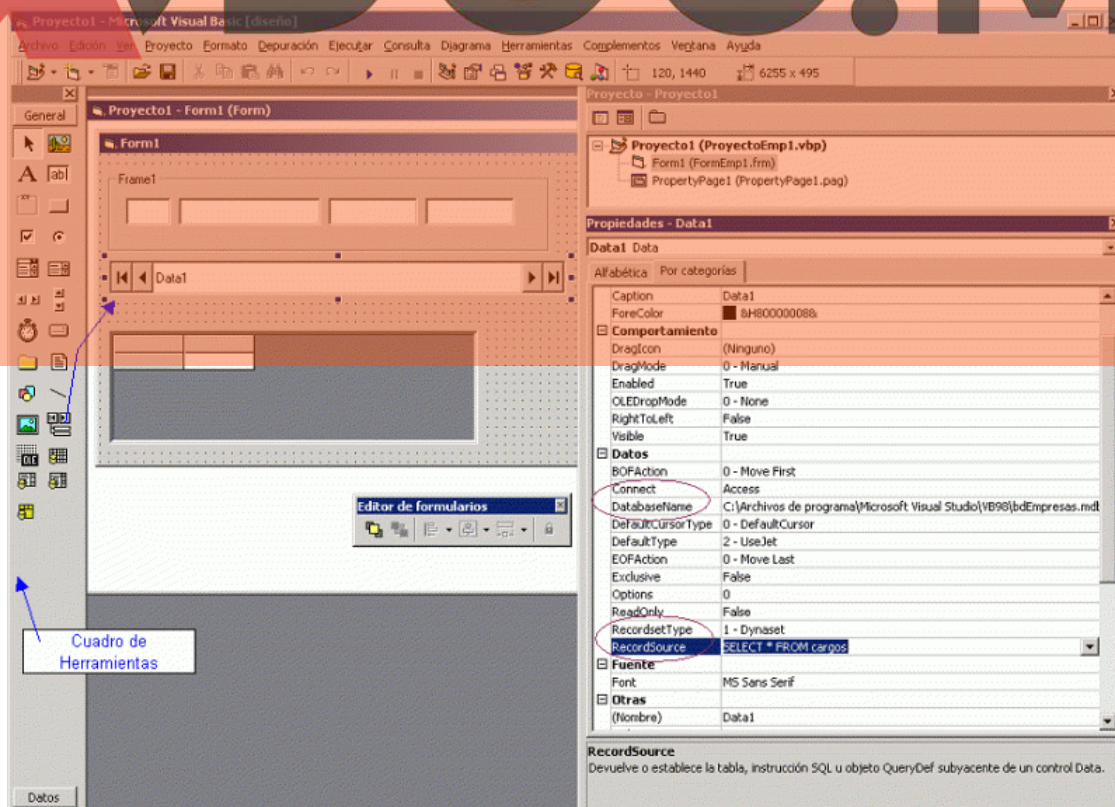 Proyecto1 - Microsoft Visual Basic [diseño]
Archivo Edición Ver Proyecto Formato Depuración Ejecutar Consulta Diagrama Herramientas Complementos Ventana Ayuda
120, 1440 6255 x 495
General
Proyecto1 - Form1 (Form)
Form1
Frame1
Data1
Editor de formularios
Cuadro de
Herramientas
Datos
Proyecto - Proyecto1
Proyecto1 (ProyectoEmp1.vbp)
Form1 (FormEmp1.frm)
PropertyPage1 (PropertyPage1.pag)
Propiedades - Data1
Data1 Data
Alfabética Por categorías
Caption Data1
ForeColor &H80000008&
Comportamiento
DragIcon (Ninguno)
DragMode 0 - Manual
Enabled True
OLEDropMode 0 - None
RightToLeft False
Visible True
Datos
BOFAction 0 - Move First
Connect Access
DatabaseName C:\Archivos de programa\Microsoft Visual Studio\VB98\bdEmpresas.mdb
DefaultCursorType 0 - DefaultCursor
DefaultType 2 - UseJet
EOFAction 0 - Move Last
Exclusive False
Options 0
ReadOnly False
RecordsetType 1 - Dynaset
RecordSource SELECT * FROM cargos
Fuente
Font MS Sans Serif
Otras
(Nombre) Data1
RecordSource
Devuelve o establece la tabla, instrucción SQL u objeto QueryDef subyacente de un control Data.